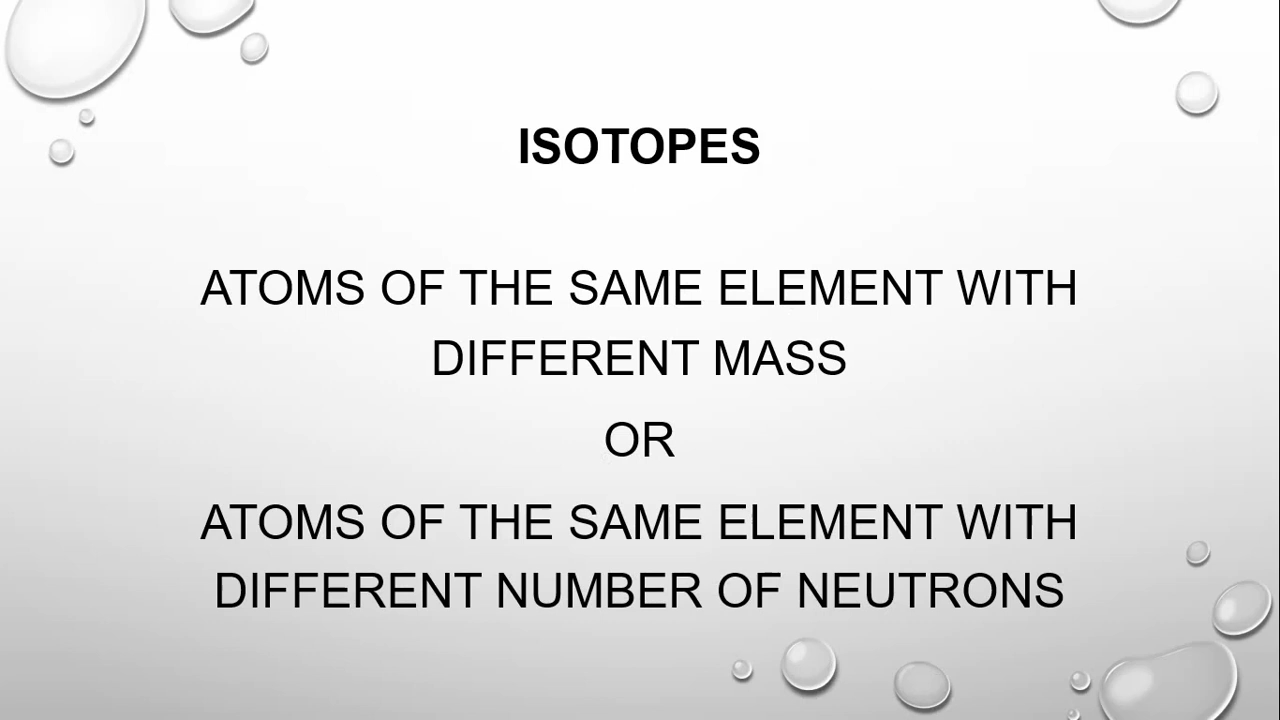 ISOTOPES
ATOMS OF THE SAME ELEMENT WITH
DIFFERENT MASS
OR
ATOMS OF THE SAME ELEMENT WITH
DIFFERENT NUMBER OF NEUTRONS